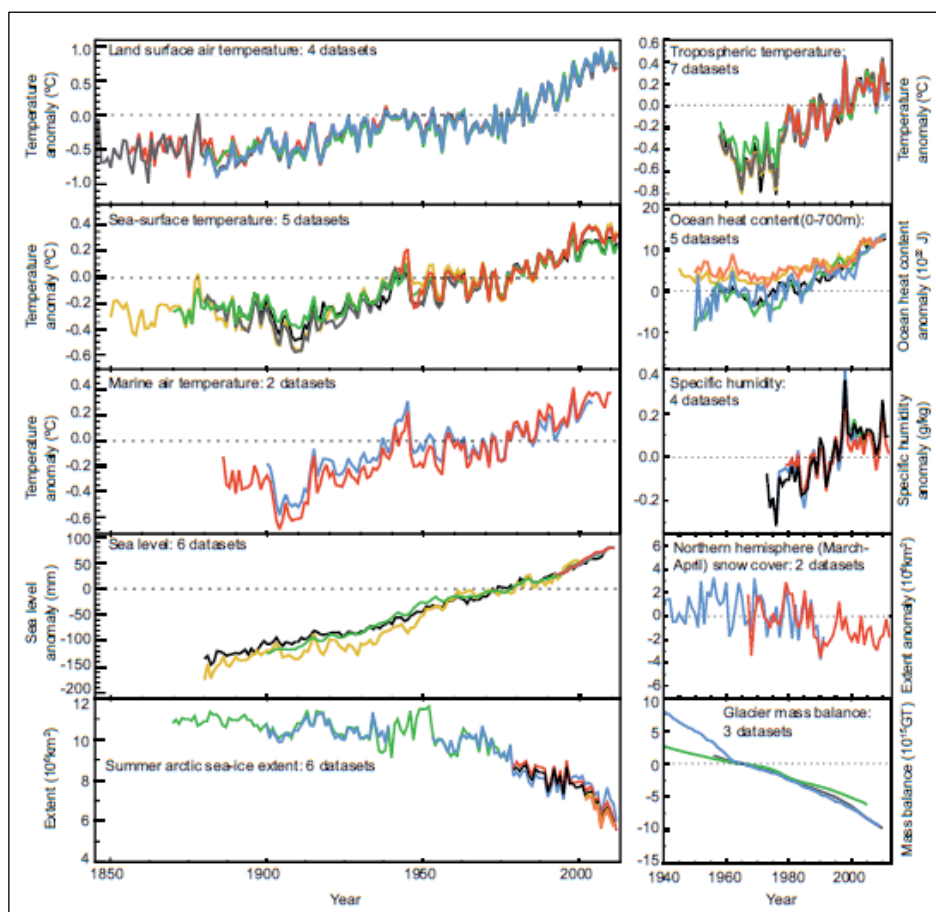 Land surface air temperature: 4 datasets
1.0
0.5
0.0
-0.5
-1.0
Temperature
anomaly (ºC)
Tropospheric temperature:
7 datasets
0.6
0.4
0.2
0.0
-0.2
-0.4
-0.6
-0.8
Temperature
anomaly (ºC)
Sea-surface temperature: 5 datasets
0.4
0.2
0.0
-0.2
-0.4
-0.6
Temperature
anomaly (ºC)
Ocean heat content(0-700m):
5 datasets
20
10
0
-10
Ocean heat content
anomaly (10²² J)
Marine air temperature: 2 datasets
0.4
0.2
0.0
-0.2
-0.4
-0.6
Temperature
anomaly (ºC)
Specific humidity:
4 datasets
0.4
0.2
0.0
-0.2
Specific humidity
anomaly (g/kg)
Sea level: 6 datasets
100
50
0
-50
-100
-150
-200
Sea level
anomaly (mm)
Northern hemisphere (March-
April) snow cover: 2 datasets
6
4
2
0
-2
-4
-6
Extent anomaly (10⁶km²)
Summer arctic sea-ice extent: 6 datasets
12
10
8
6
4
Extent (10⁶km²)
1850
1900
1950
2000
Year
Glacier mass balance:
3 datasets
10
5
0
-5
-10
-15
Mass balance (10¹⁵GT)
1940
1960
1980
2000
Year